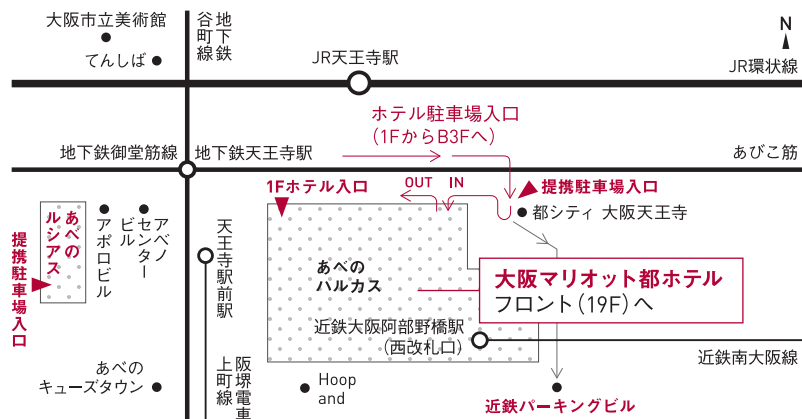 大阪市立美術館
てんしば
地下鉄
谷町線
JR天王寺駅
N
JR環状線
ホテル駐車場入口
(1FからB3Fへ)
地下鉄御堂筋線
地下鉄天王寺駅
あびこ筋
1Fホテル入口
OUT
IN
提携駐車場入口
都シティ 大阪天王寺
あべの
ルシアス
提携駐車場入口
アポロビル
アベノ
センター
ビル
天王寺駅前駅
あべの
ハルカス
大阪マリオット都ホテル
フロント(19F)へ
近鉄大阪阿部野橋駅
(西改札口)
近鉄南大阪線
あべの
キューズタウン
阪堺電車
上町線
Hoop
and
近鉄パーキングビル